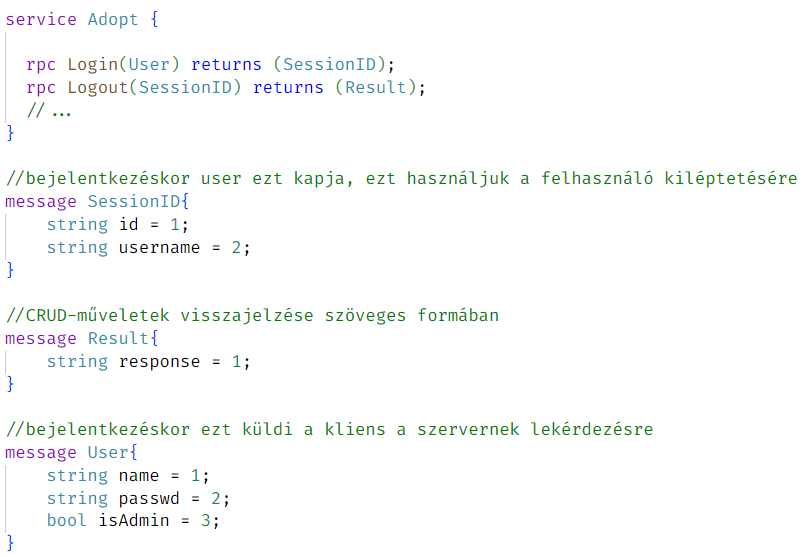 service Adopt {
rpc Login(User) returns (SessionID);
rpc Logout(SessionID) returns (Result);
// ...
}
//bejelentkezéskor user ezt kapja, ezt használjuk a felhasználó kiléptetésére
message SessionID{
string id = 1;
string username = 2;
}
//CRUD-műveletek visszajelzése szöveges formában
message Result{
string response = 1;
}
//bejelentkezéskor ezt küldi a kliens a szervernek lekérdezésre
message User{
string name = 1;
string passwd = 2;
bool isAdmin = 3;
}